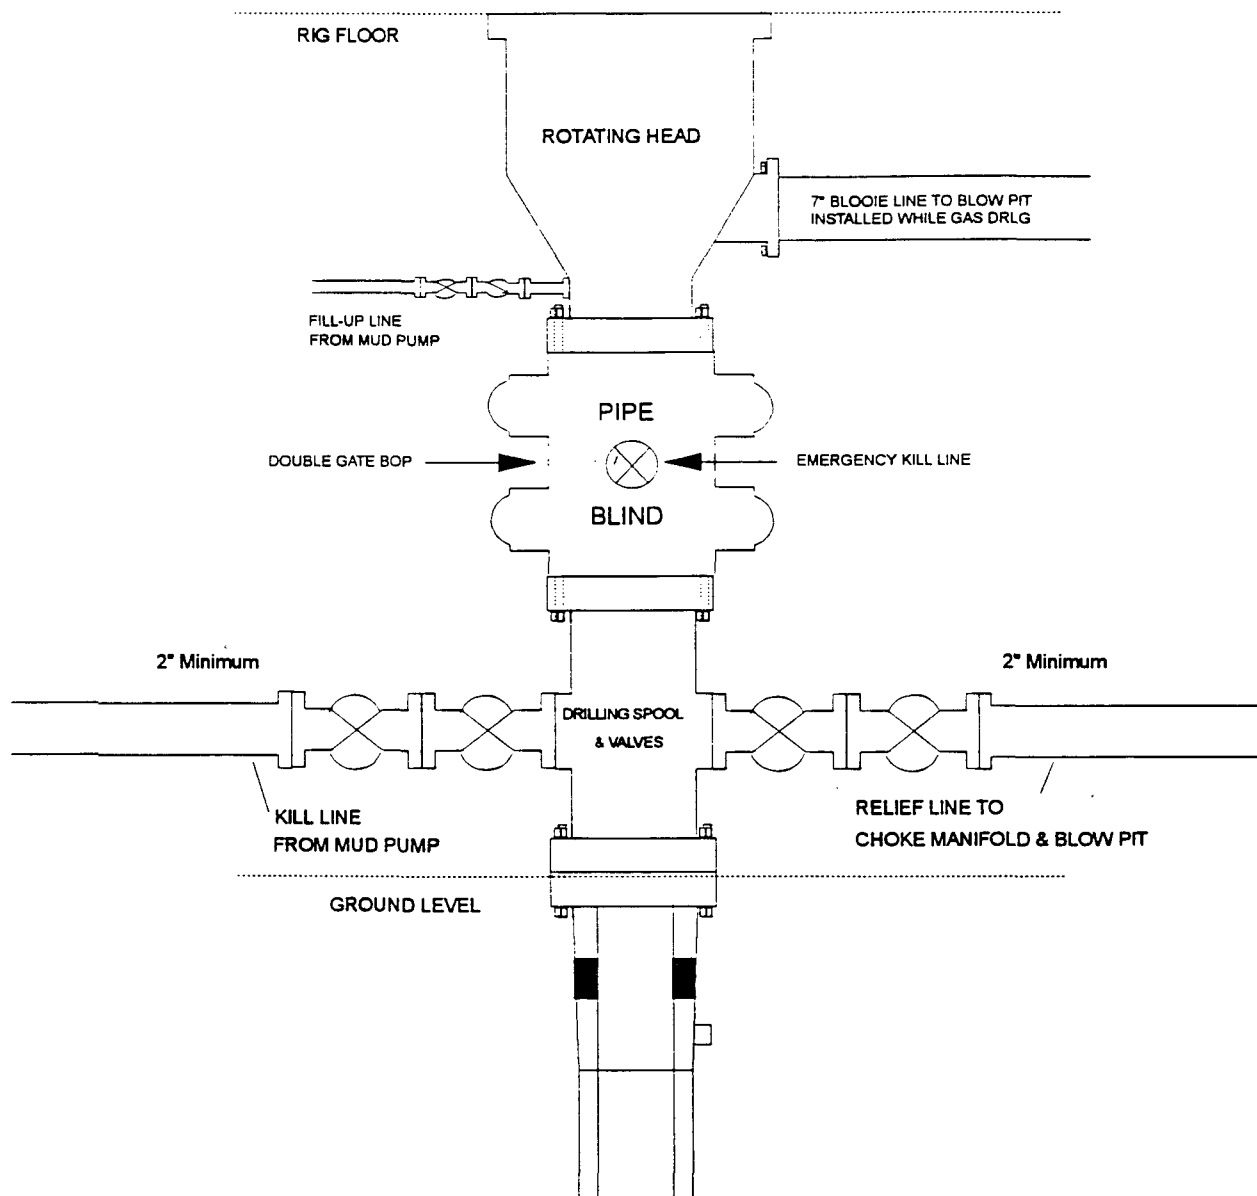 RIG FLOOR
ROTATING HEAD
7" BLOOIE LINE TO BLOW PIT
INSTALLED WHILE GAS DRLG
FILL-UP LINE
FROM MUD PUMP
PIPE
DOUBLE GATE BOP
EMERGENCY KILL LINE
BLIND
2" Minimum
2" Minimum
DRILLING SPOOL
& VALVES
KILL LINE
FROM MUD PUMP
RELIEF LINE TO
CHOKE MANIFOLD & BLOW PIT
GROUND LEVEL